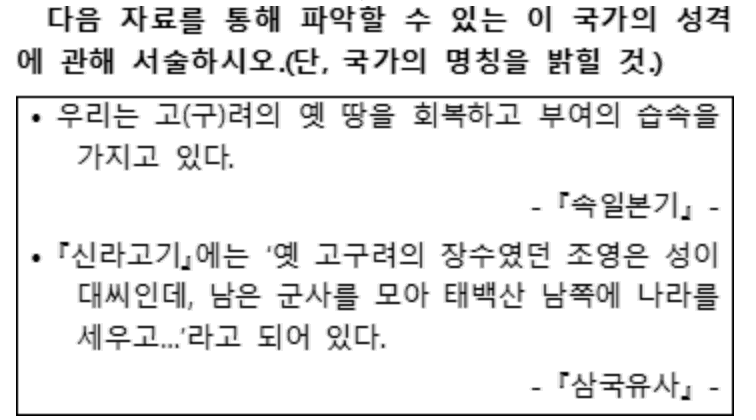 다음 자료를 통해 파악할 수 있는 이 국가의 성격
에 관해 서술하시오.(단, 국가의 명칭을 밝힐 것.)
• 우리는 고(구)려의 옛 땅을 회복하고 부여의 습속을
가지고 있다.
-『속일본기』-
•『신라고기』에는 ‘옛 고구려의 장수였던 조영은 성이
대씨인데, 남은 군사를 모아 태백산 남쪽에 나라를
세우고...’라고 되어 있다.
-『삼국유사』-